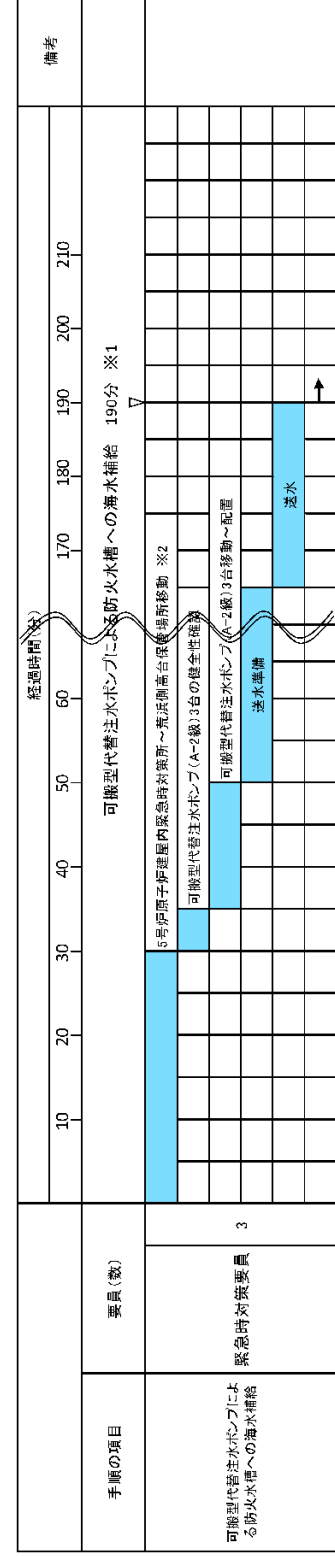 手順の項目
要員(数)
経過時間(分)
備考
10
20
30
40
50
60
170
180
190
200
210
可搬型代替注水ポンプによる防火水槽への海水補給 190分 ※1
可搬型代替注水ポンプによ
る防火水槽への海水補給
緊急時対策要員
3
5号炉原子炉建屋内緊急時対策所~荒浜側高台保管場所移動 ※2
可搬型代替注水ポンプ(A-2級)3台の健全性確認
可搬型代替注水ポンプ(A-2級)3台移動~配置
送水準備
送水